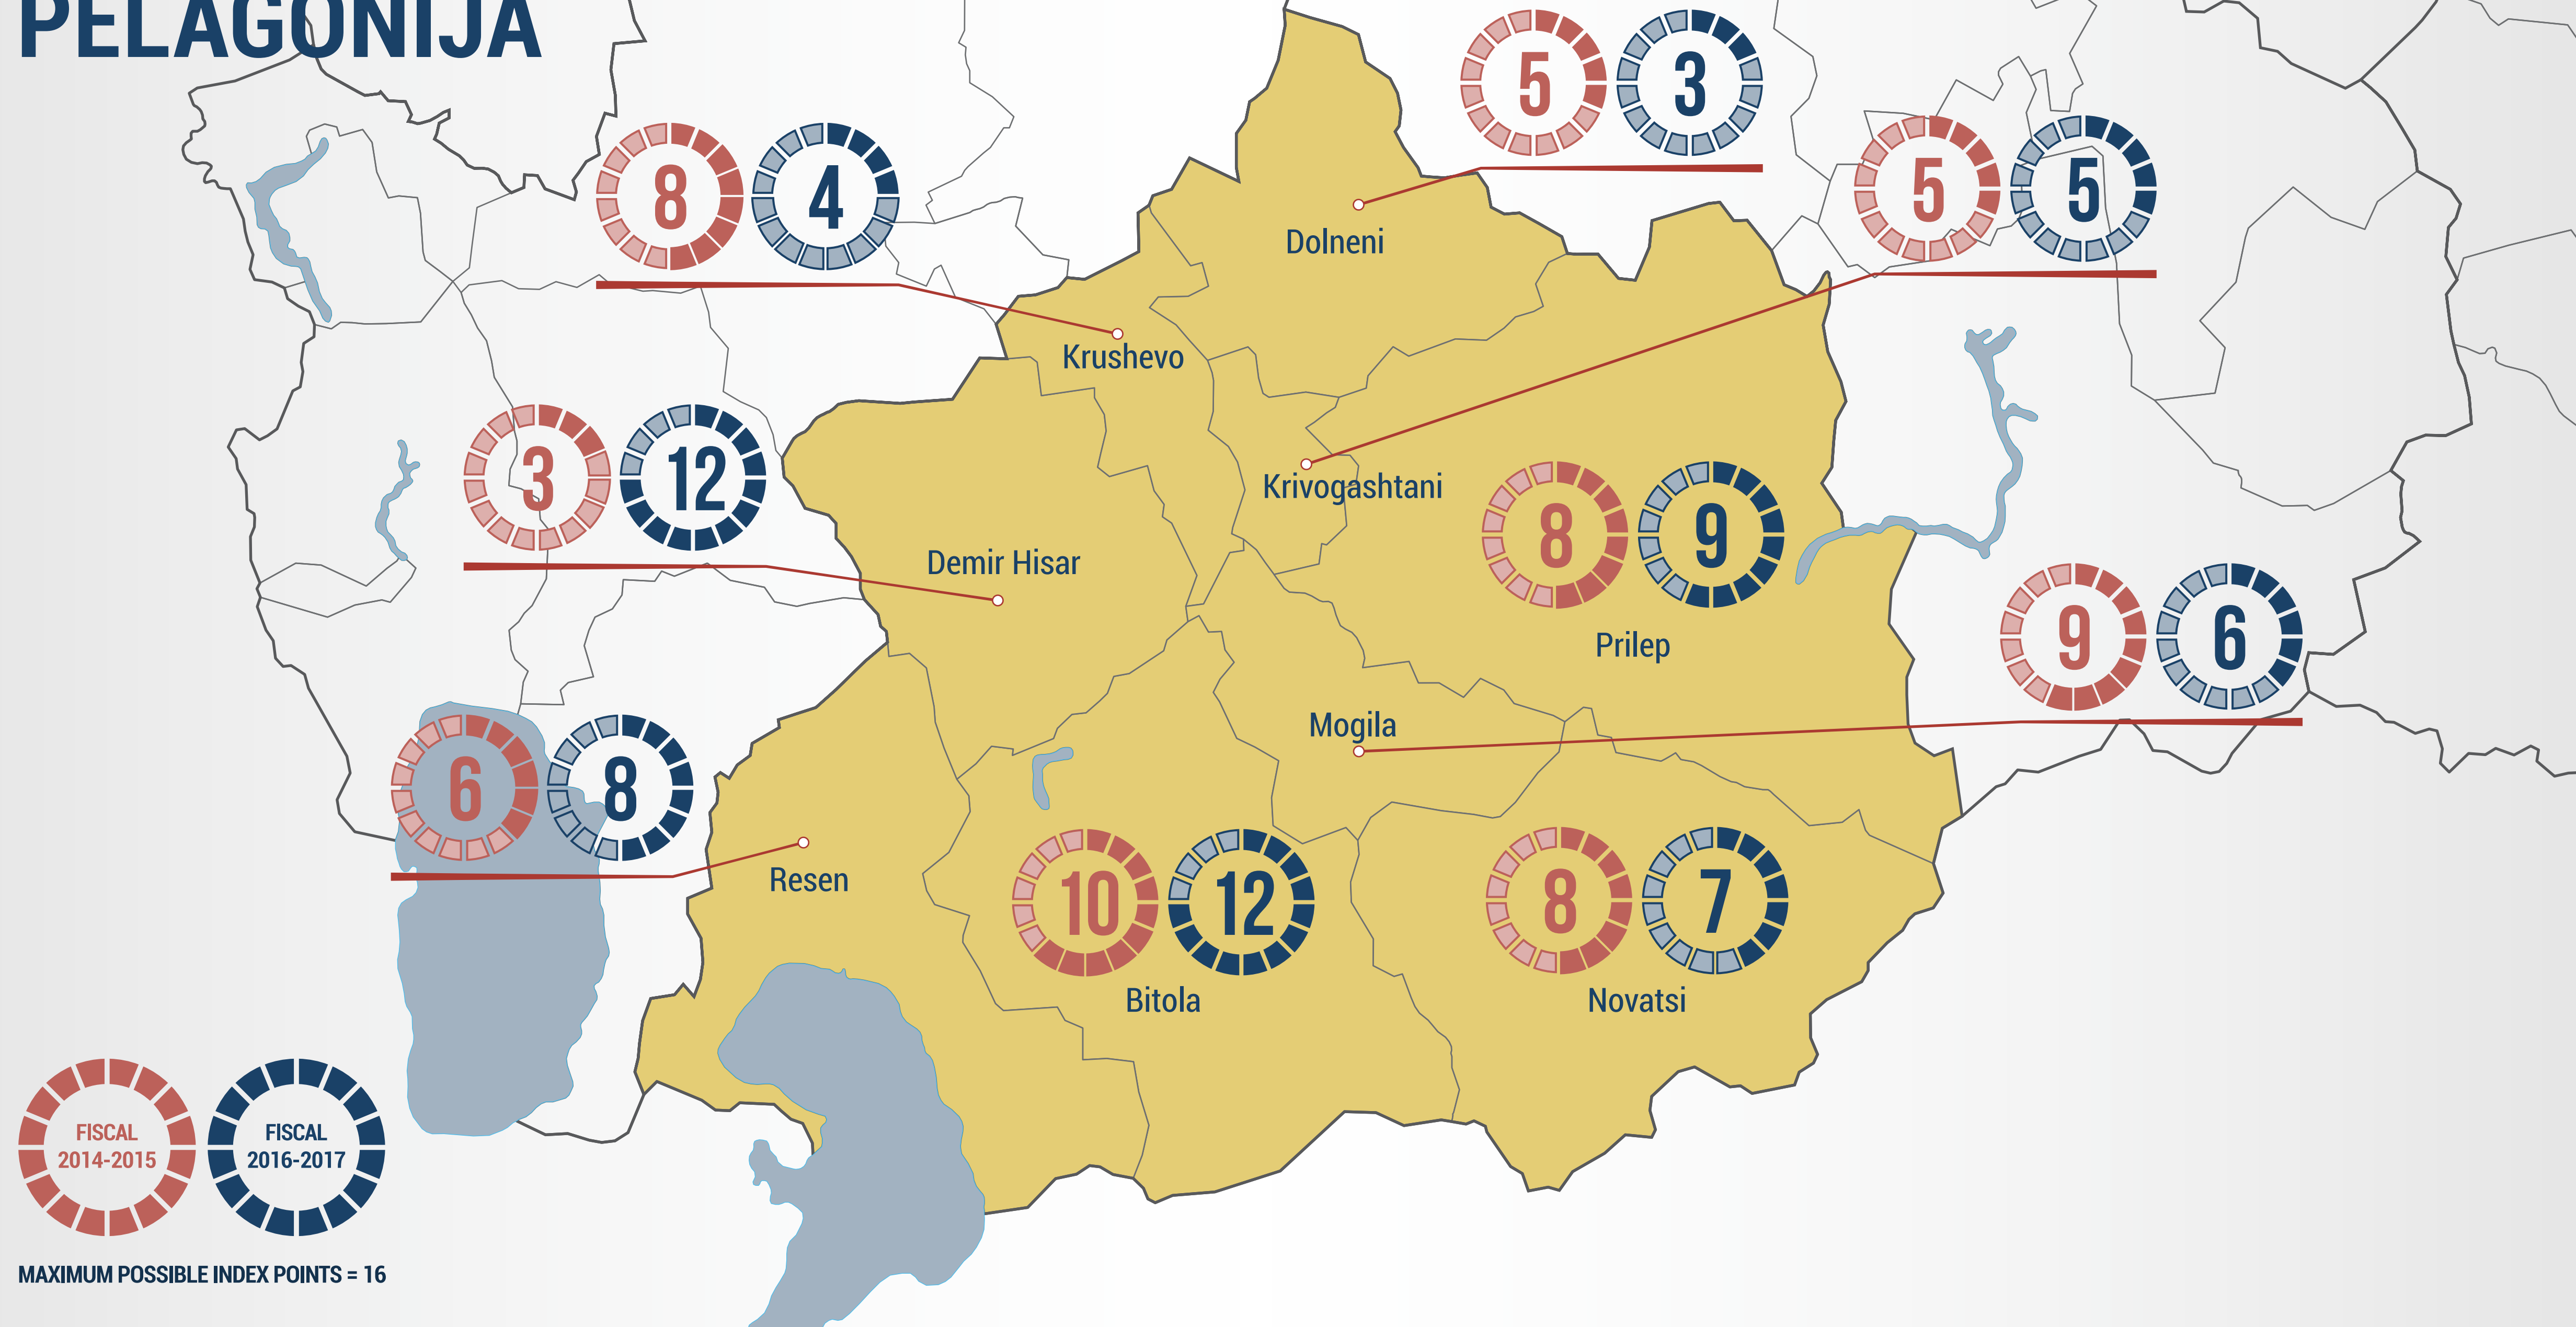 PELAGONIJA
5
3
Dolneni
8
4
Krushevo
5
5
Krivogashtani
3
12
Demir Hisar
8
9
Prilep
9
6
Mogila
6
8
Resen
10
12
Bitola
8
7
Novatsi
FISCAL
2014-2015
FISCAL
2016-2017
MAXIMUM POSSIBLE INDEX POINTS = 16